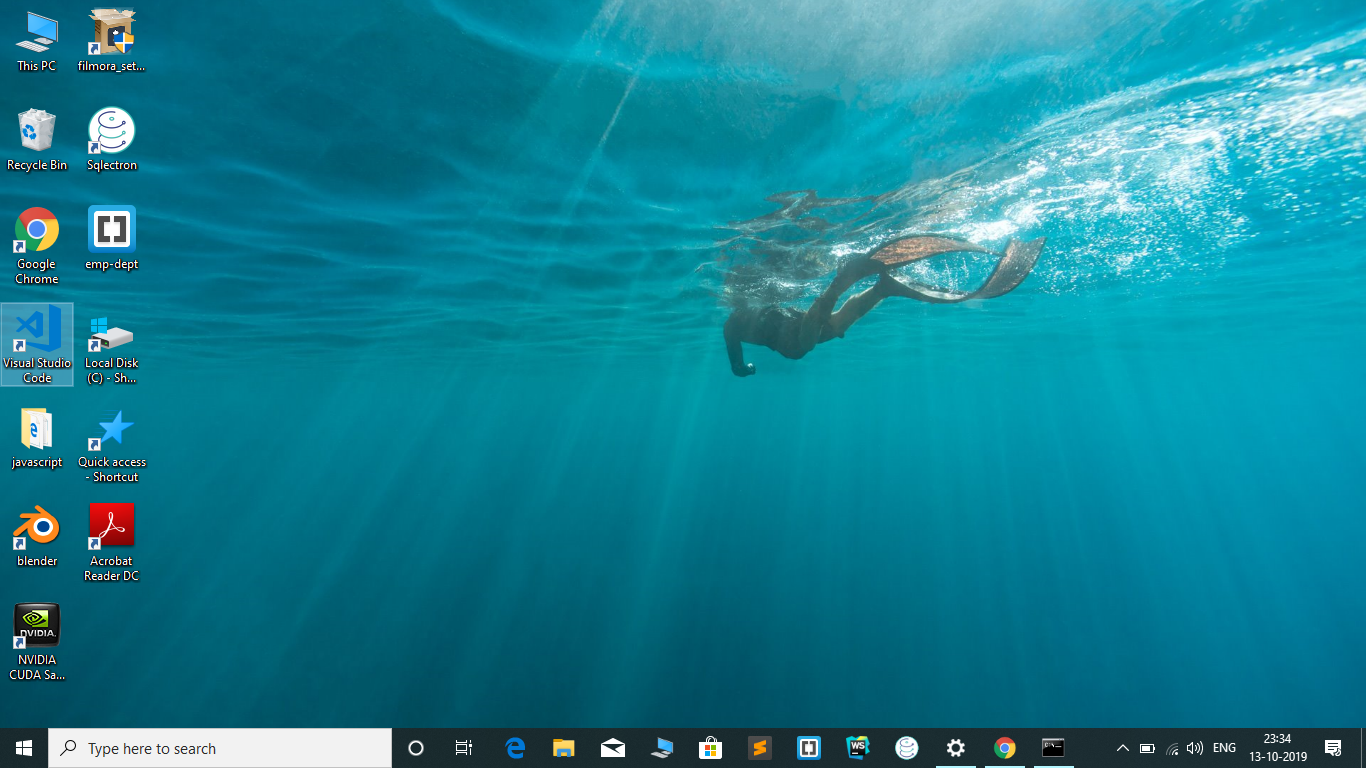 This PC
filmora_set...
Recycle Bin
Sqlectron
Google
Chrome
emp-dept
Visual Studio
Code
Local Disk
(C) - Sh...
javascript
Quick access
- Shortcut
blender
Acrobat
Reader DC
NVIDIA.
NVIDIA
CUDA Sa...
Type here to search
WS
C:\.
ENG
23:34
13-10-2019